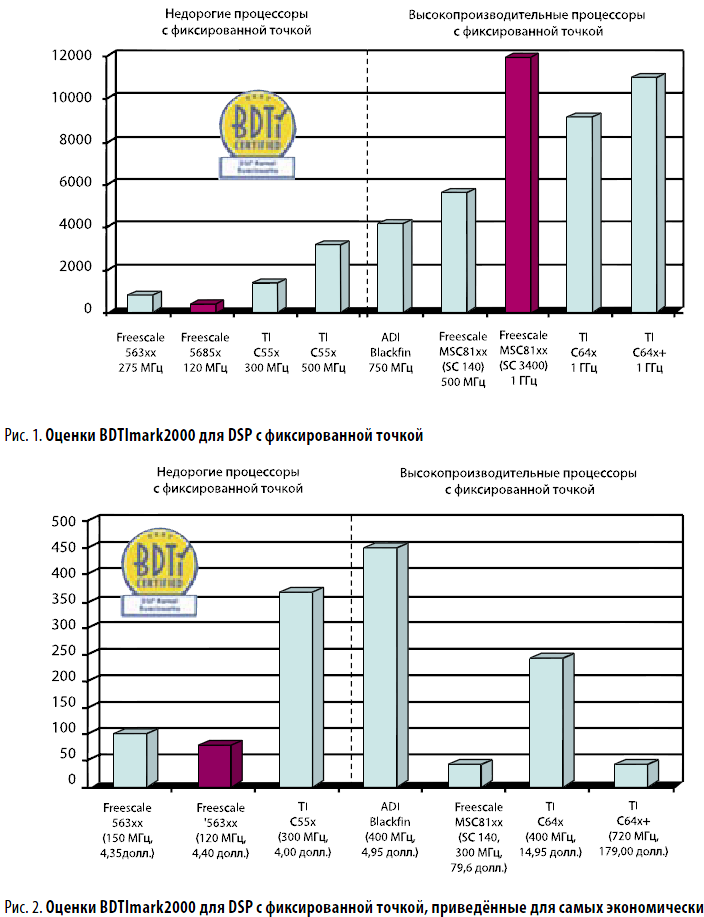 Недорогие процессоры
с фиксированной точкой
Высокопроизводительные процессоры
с фиксированной точкой
12000
10000
8000
6000
4000
2000
0
BDTi
CERTIFIED
DSP Kernel
Freescale
563xx
275 МГц
Freescale
5685x
120 МГц
TI
C55x
300 МГц
TI
C55x
500 МГц
ADI
Blackfin
750 МГц
Freescale
MSC81xx
(SC 140)
500 МГц
Freescale
MSC81xx
(SC 3400)
1 ГГц
TI
C64x
1 ГГц
TI
C64x+
1 ГГц
Рис. 1. Оценки BDTImark2000 для DSP с фиксированной точкой
Недорогие процессоры
с фиксированной точкой
Высокопроизводительные процессоры
с фиксированной точкой
500
450
400
350
300
250
200
150
100
50
0
BDTi
CERTIFIED
DSP Kernel
Freescale
563xx
(150 МГц,
4,35долл.)
Freescale
'563xx
(120 МГц,
4,40 долл.)
TI
C55x
(300 МГц,
4,00 долл.)
ADI
Blackfin
(400 МГц,
4,95 долл.)
Freescale
MSC81xx
(SC 140,
300 МГц,
79,6 долл.)
TI
C64x
(400 МГц,
14,95 долл.)
TI
C64x+
(720 МГц,
179,00 долл.)
Рис. 2. Оценки BDTImark2000 для DSP с фиксированной точкой, приведённые для самых экономически